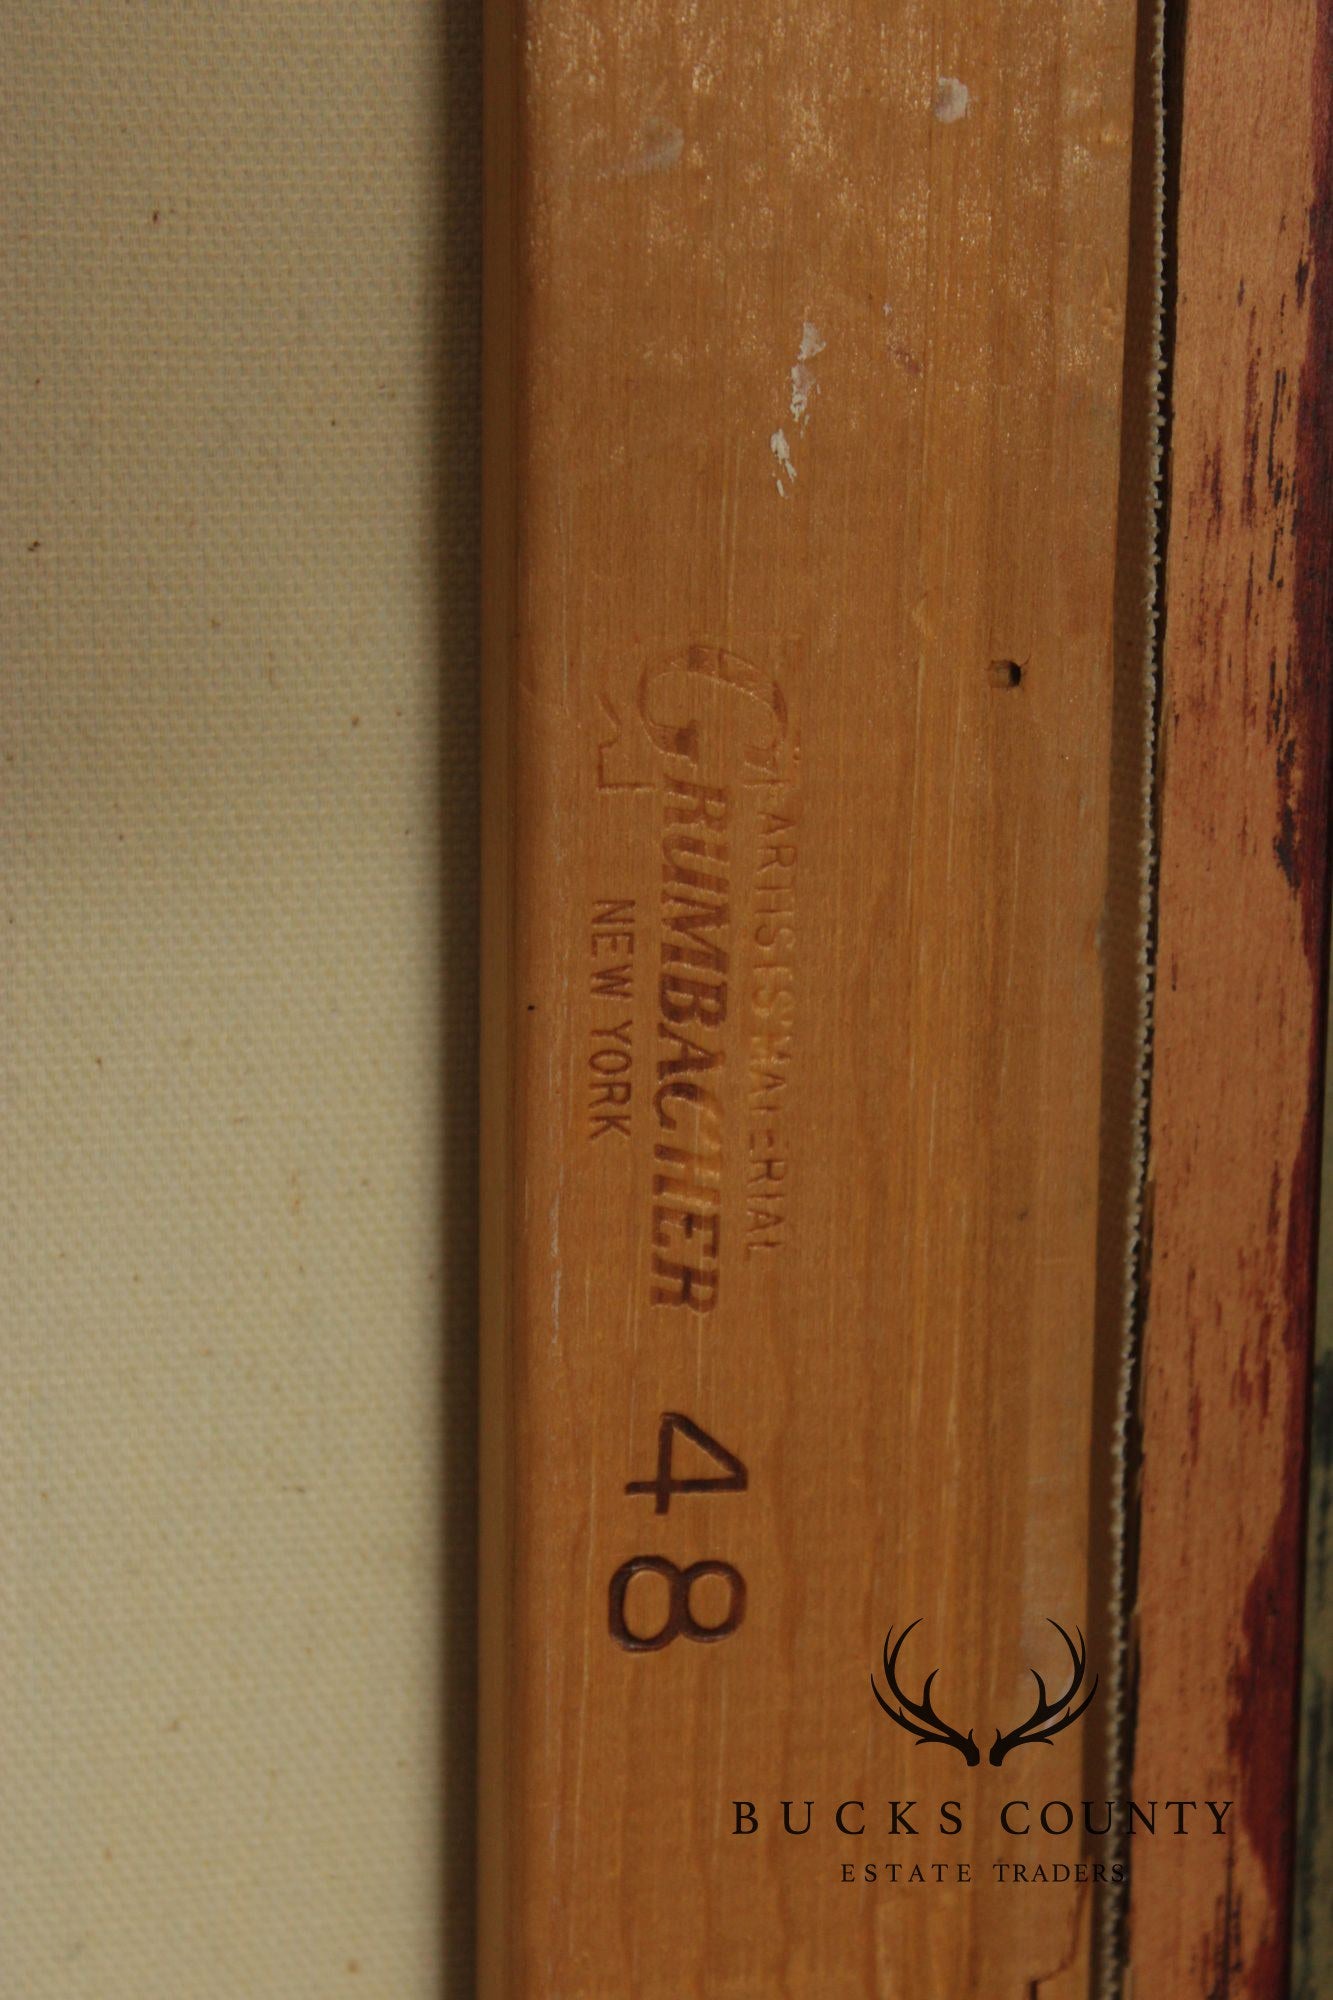 ARTISTS' MATERIAL
GRUMBACHER
NEW YORK
48
BUCKS COUNTY
ESTATE TRADERS